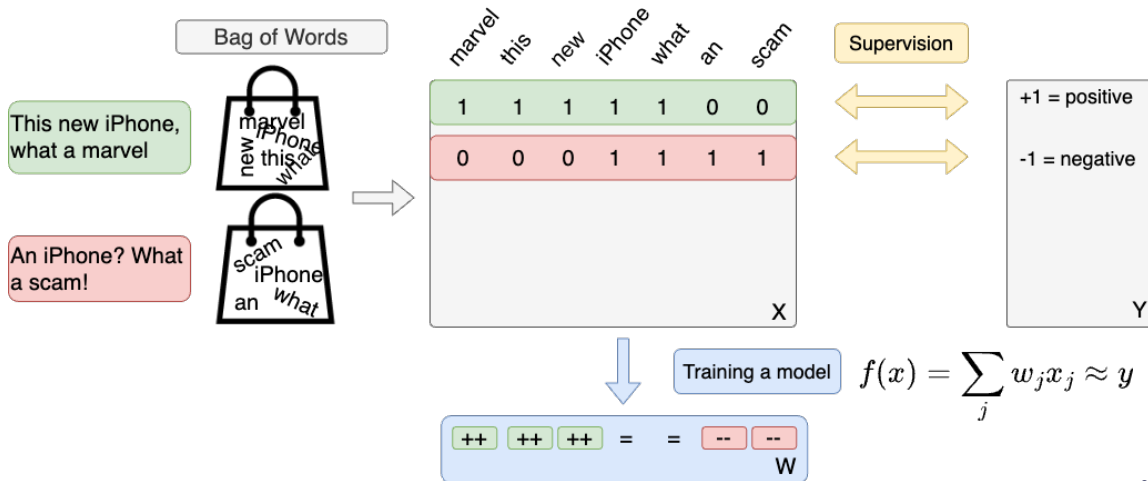 Bag of Words
marvel this new iPhone what an scam
Supervision
This new iPhone,
what a marvel
marvel
iPhone
new this
what
1 1 1 1 1 0 0
+1 = positive
0 0 0 1 1 1 1
-1 = negative
An iPhone? What
a scam!
scam
iPhone
an what
X
Y
Training a model
f(x) = ∑_j w_j x_j ≈ y
++ ++ ++ = = -- --
W